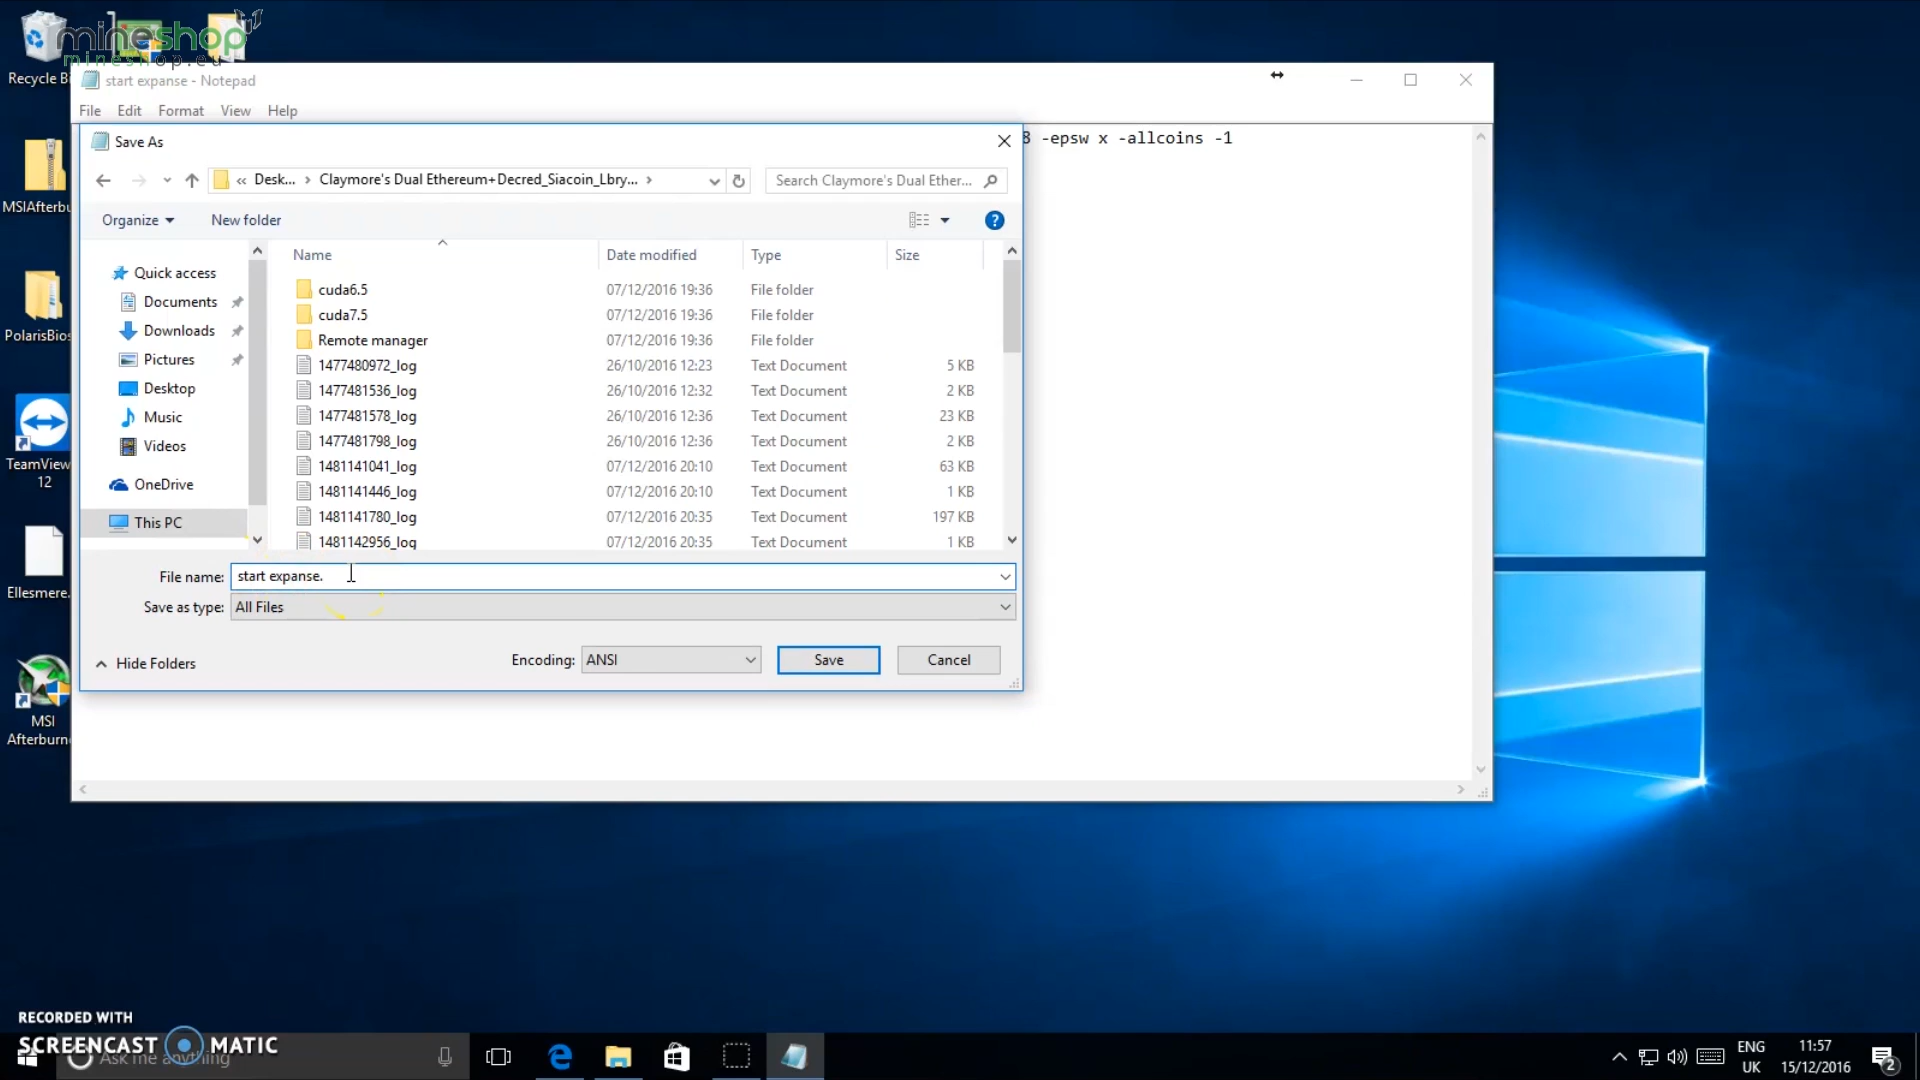 mineshop
mineshop.eu
Recycle B
start expanse - Notepad
File Edit Format View Help
Save As
8 -epsw x -allcoins -1
« Desk... › Claymore's Dual Ethereum+Decred_Siacoin_Lbry... ›
Search Claymore's Dual Ether...
Organize
New folder
Name Date modified Type Size
Quick access
Documents
Downloads
Pictures
Desktop
Music
Videos
OneDrive
This PC
cuda6.5 07/12/2016 19:36 File folder
cuda7.5 07/12/2016 19:36 File folder
Remote manager 07/12/2016 19:36 File folder
1477480972_log 26/10/2016 12:23 Text Document 5 KB
1477481536_log 26/10/2016 12:32 Text Document 2 KB
1477481578_log 26/10/2016 12:36 Text Document 23 KB
1477481798_log 26/10/2016 12:36 Text Document 2 KB
1481141041_log 07/12/2016 20:10 Text Document 63 KB
1481141446_log 07/12/2016 20:10 Text Document 1 KB
1481141780_log 07/12/2016 20:35 Text Document 197 KB
1481142956_log 07/12/2016 20:35 Text Document 1 KB
File name: start expanse.
Save as type: All Files
Hide Folders
Encoding: ANSI
Save
Cancel
MSIAfterbu
PolarisBios
TeamView
12
Ellesmere.
MSI
Afterburne
RECORDED WITH
SCREENCAST MATIC
Ask me anything
ENG
UK
11:57
15/12/2016
2